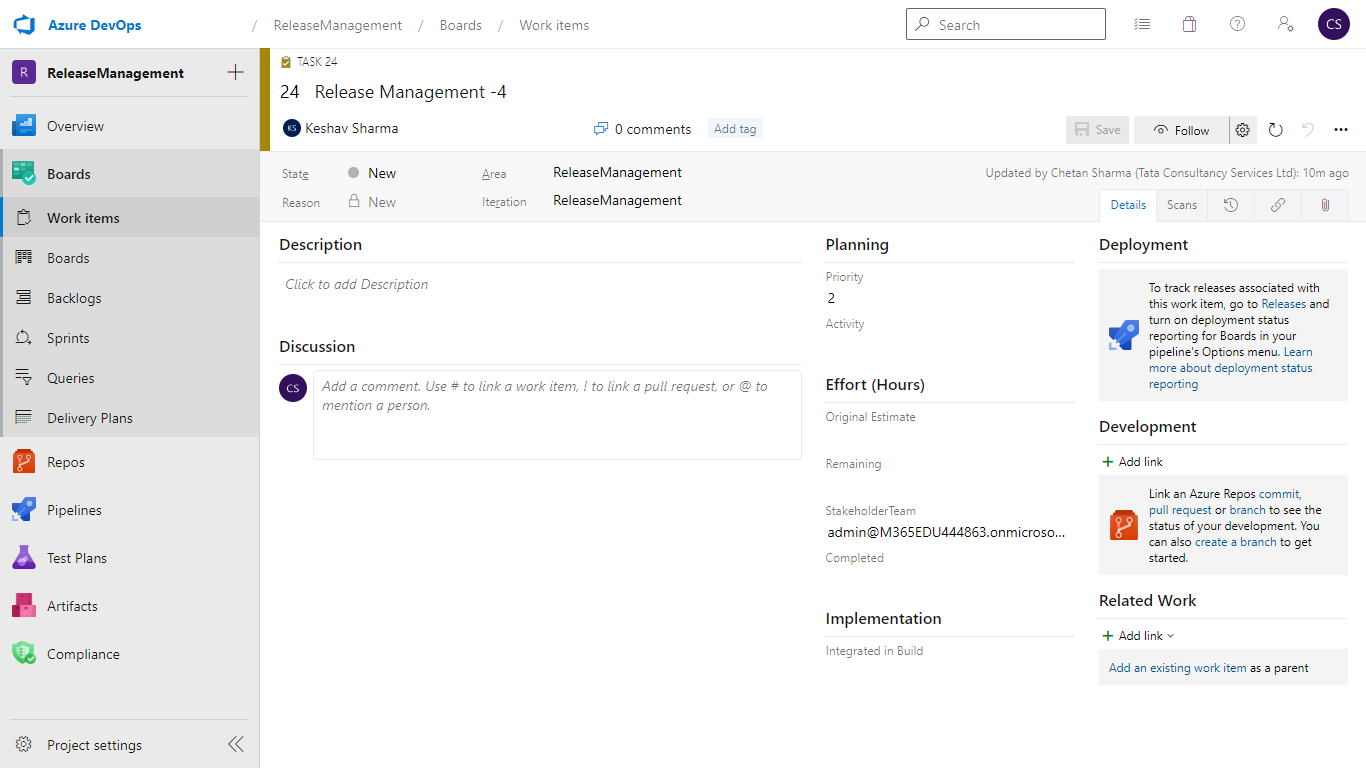 Azure DevOps / ReleaseManagement / Boards / Work items Search CS
R ReleaseManagement
Overview
Boards
Work items
Boards
Backlogs
Sprints
Queries
Delivery Plans
Repos
Pipelines
Test Plans
Artifacts
Compliance
Project settings
TASK 24
24 Release Management -4
KS Keshav Sharma 0 comments Add tag Save Follow
State New Area ReleaseManagement Updated by Chetan Sharma (Tata Consultancy Services Ltd): 10m ago
Reason New Iteration ReleaseManagement
Details Scans
Description
Click to add Description
Discussion
CS
Add a comment. Use # to link a work item, ! to link a pull request, or @ to
mention a person.
Planning
Priority
2
Activity
Effort (Hours)
Original Estimate
Remaining
StakeholderTeam
admin@M365EDU444863.onmicroso...
Completed
Implementation
Integrated in Build
Deployment
To track releases associated with
this work item, go to Releases and
turn on deployment status
reporting for Boards in your
pipeline's Options menu. Learn
more about deployment status
reporting
Development
Add link
Link an Azure Repos commit,
pull request or branch to see the
status of your development. You
can also create a branch to get
started.
Related Work
Add link
Add an existing work item as a parent